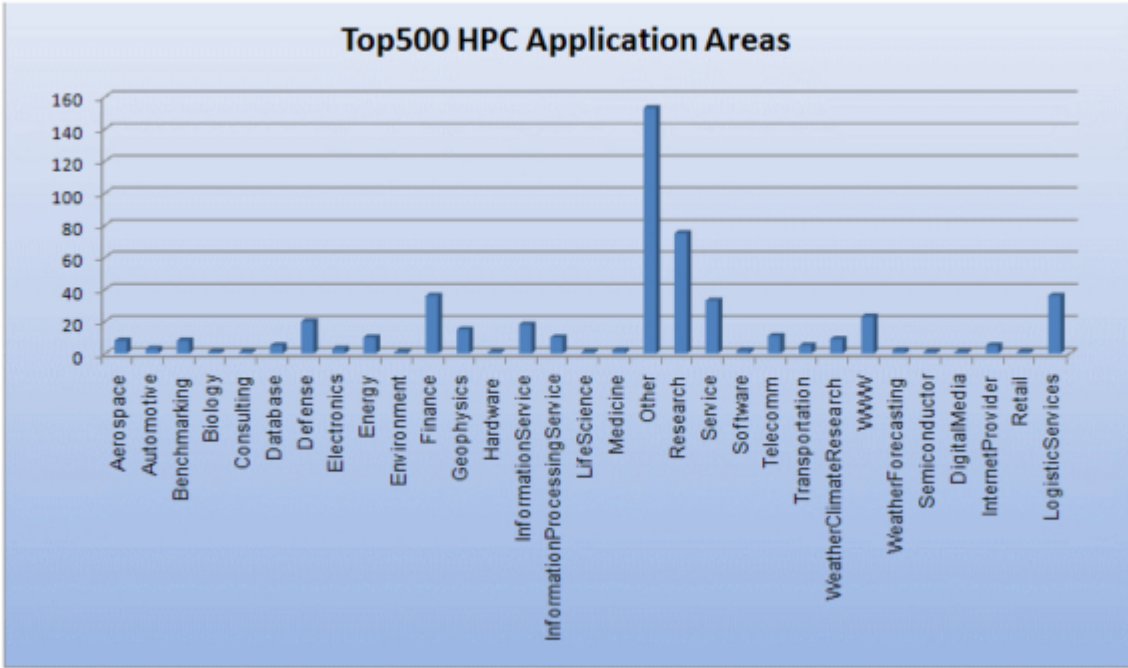 Top500 HPC Application Areas
160
140
120
100
80
60
40
20
0
Aerospace
Automotive
Benchmarking
Biology
Consulting
Database
Defense
Electronics
Energy
Environment
Finance
Geophysics
Hardware
InformationService
InformationProcessingService
LifeScience
Medicine
Other
Research
Service
Software
Telecomm
Transportation
WeatherClimateResearch
WWW
WeatherForecasting
Semiconductor
DigitalMedia
InternetProvider
Retail
LogisticServices